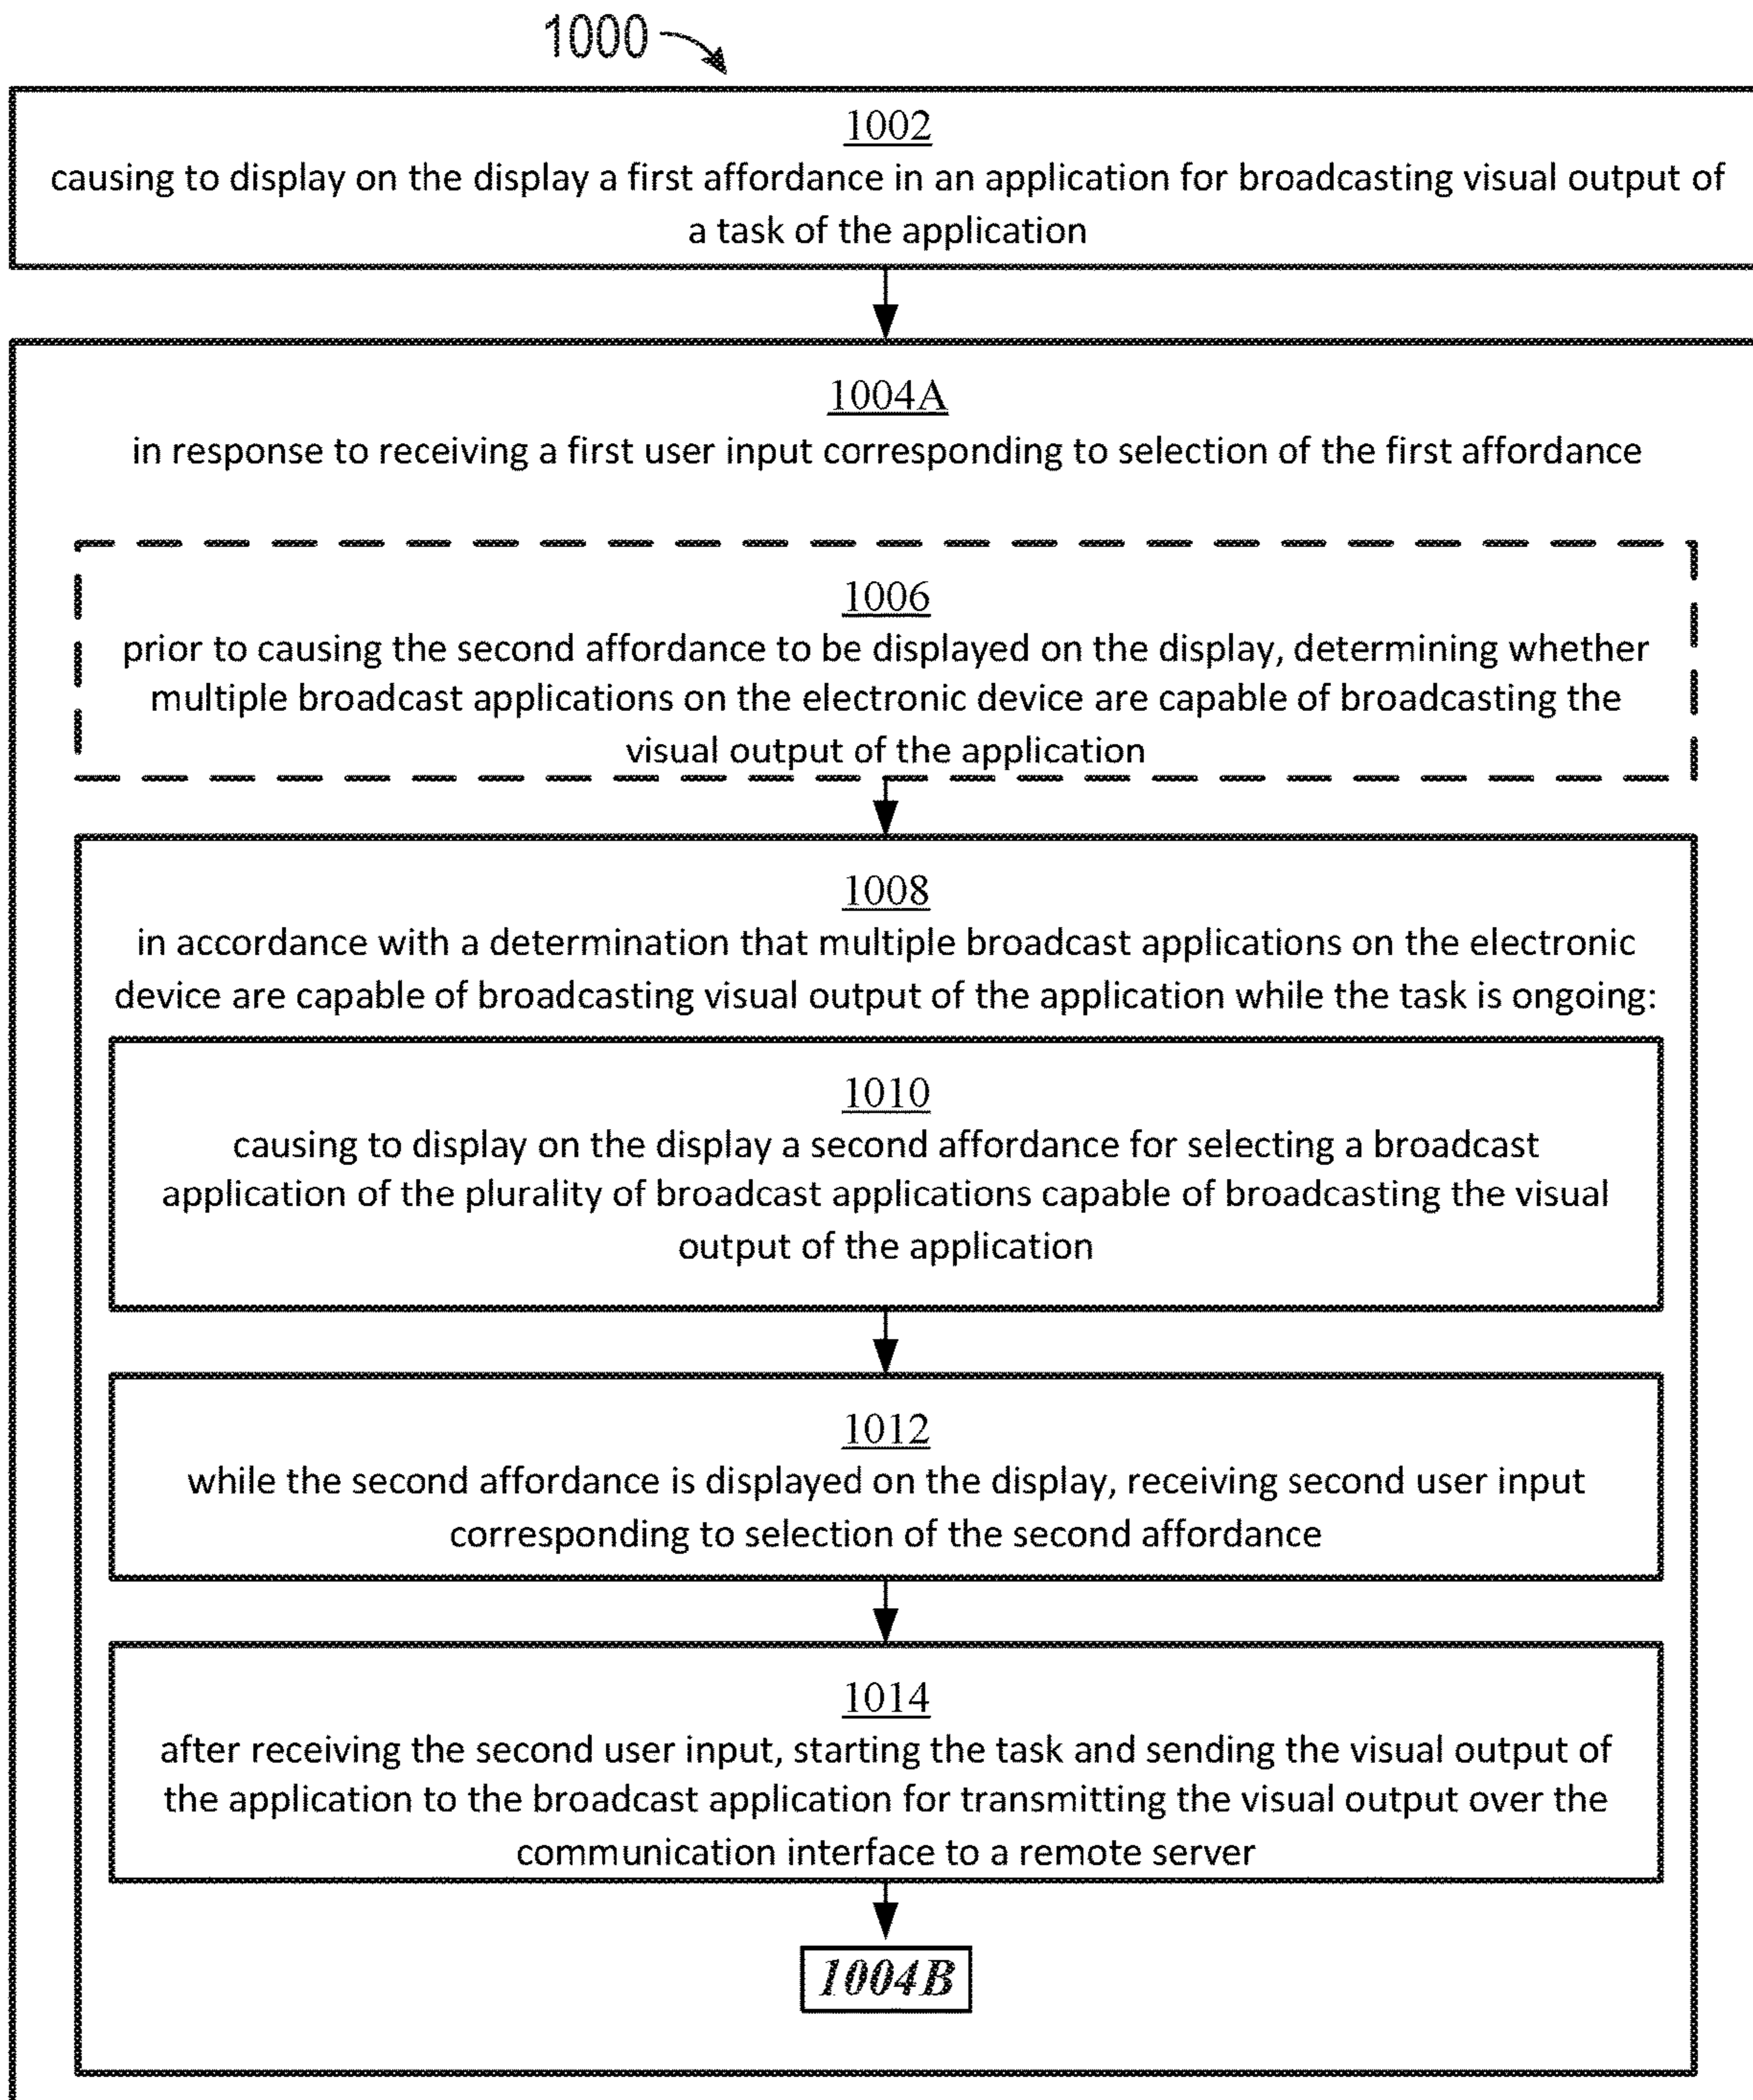 1000
1002
causing to display on the display a first affordance in an application for broadcasting visual output of
a task of the application
1004A
in response to receiving a first user input corresponding to selection of the first affordance
1006
prior to causing the second affordance to be displayed on the display, determining whether
multiple broadcast applications on the electronic device are capable of broadcasting the
visual output of the application
1008
in accordance with a determination that multiple broadcast applications on the electronic
device are capable of broadcasting visual output of the application while the task is ongoing:
1010
causing to display on the display a second affordance for selecting a broadcast
application of the plurality of broadcast applications capable of broadcasting the visual
output of the application
1012
while the second affordance is displayed on the display, receiving second user input
corresponding to selection of the second affordance
1014
after receiving the second user input, starting the task and sending the visual output of
the application to the broadcast application for transmitting the visual output over the
communication interface to a remote server
1004B